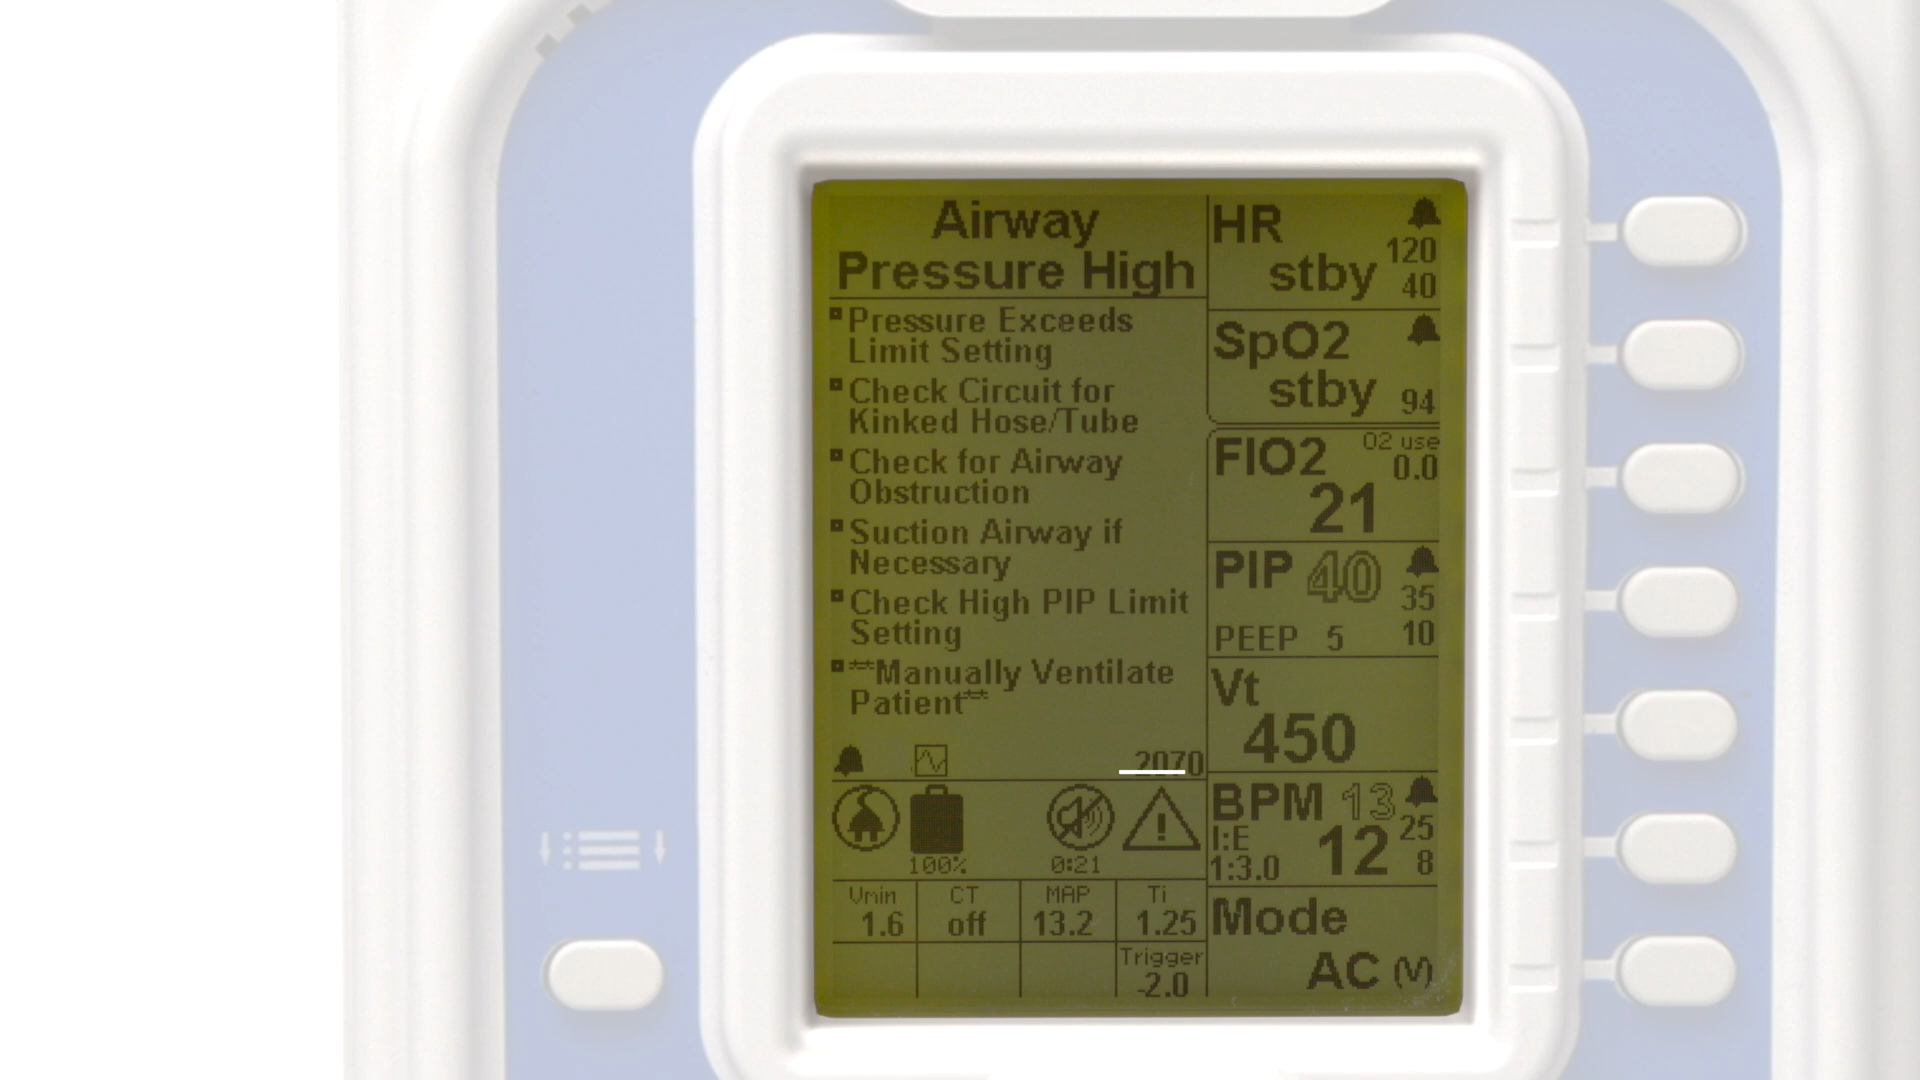 Airway
Pressure High
Pressure Exceeds
Limit Setting
Check Circuit for
Kinked Hose/Tube
Check for Airway
Obstruction
Suction Airway if
Necessary
Check High PIP Limit
Setting
**Manually Ventilate
Patient**
2070
100%
0:21
Vmin
1.6
CT
off
MAP
13.2
Ti
1.25
Trigger
-2.0
HR
stby
120
40
SpO2
stby
94
FIO2
O2 use
0.0
21
PIP 40
35
PEEP 5 10
Vt
450
BPM 13
25
I:E
1:3.0
12
8
Mode
AC (V)